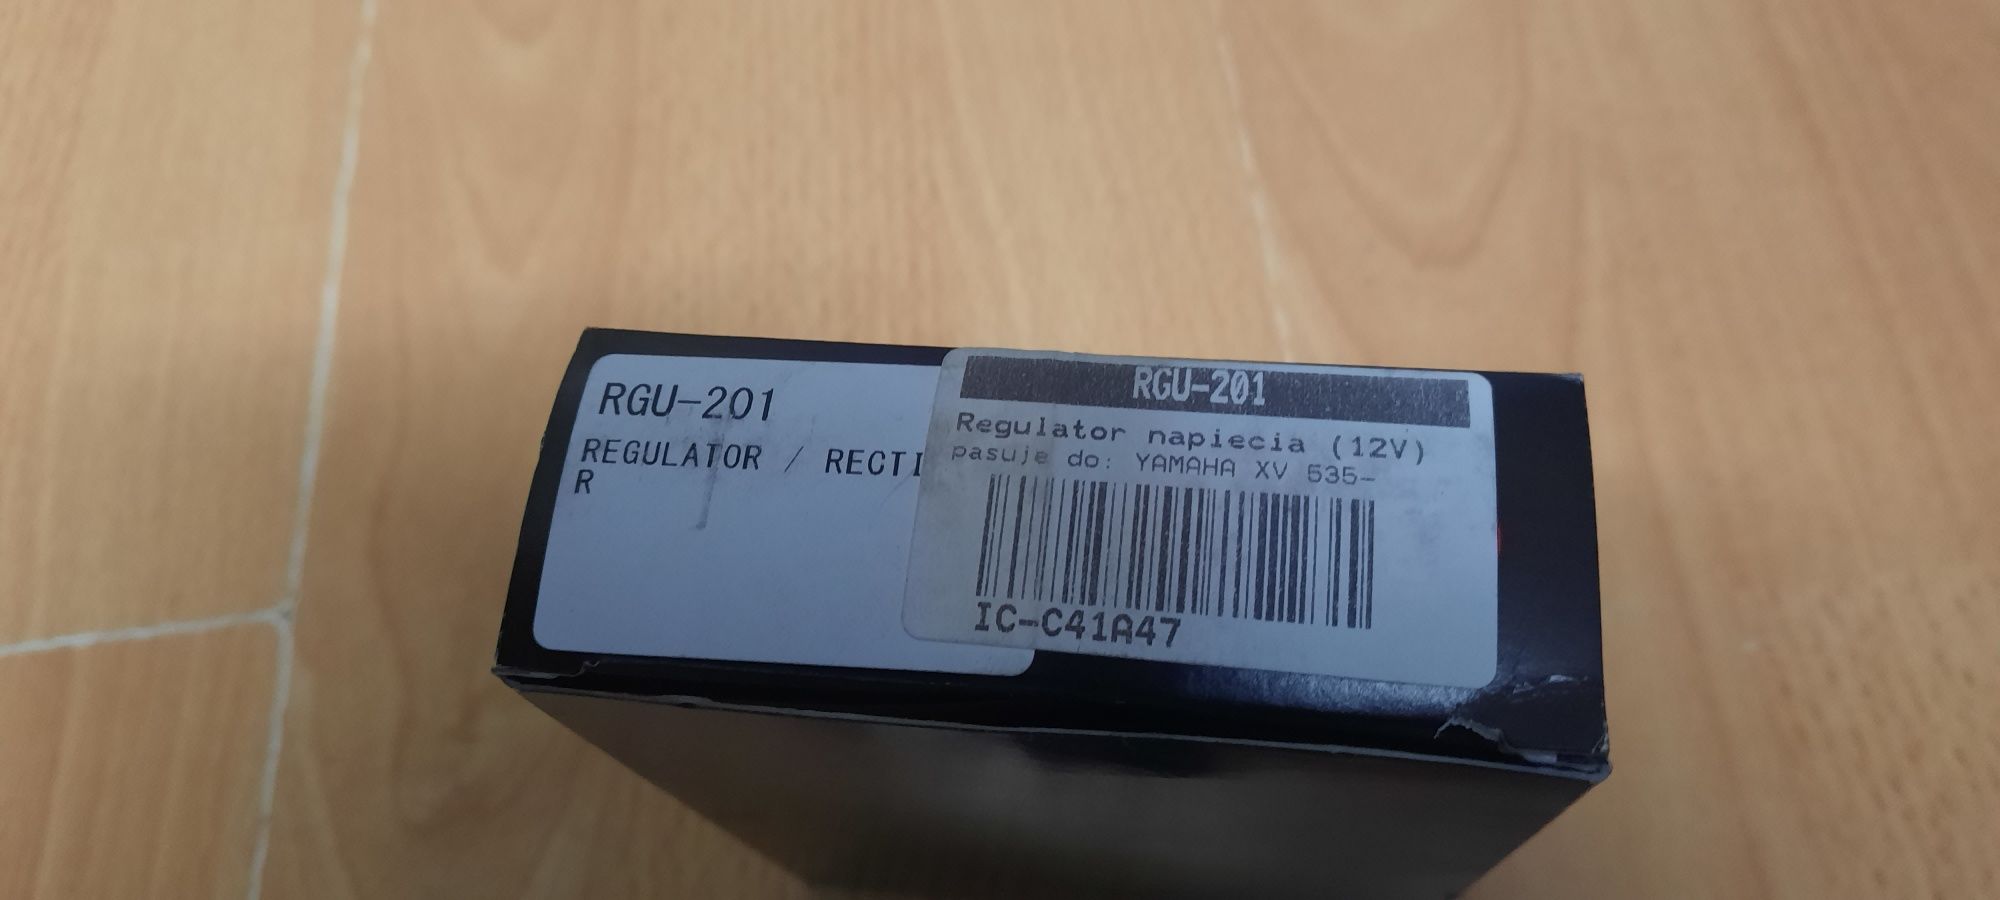 RGU-201
REGULATOR / RECTI
R
RGU-201
Regulator napiecia (12V)
pasuje do: YAMAHA XV 535-
IC-C41A47